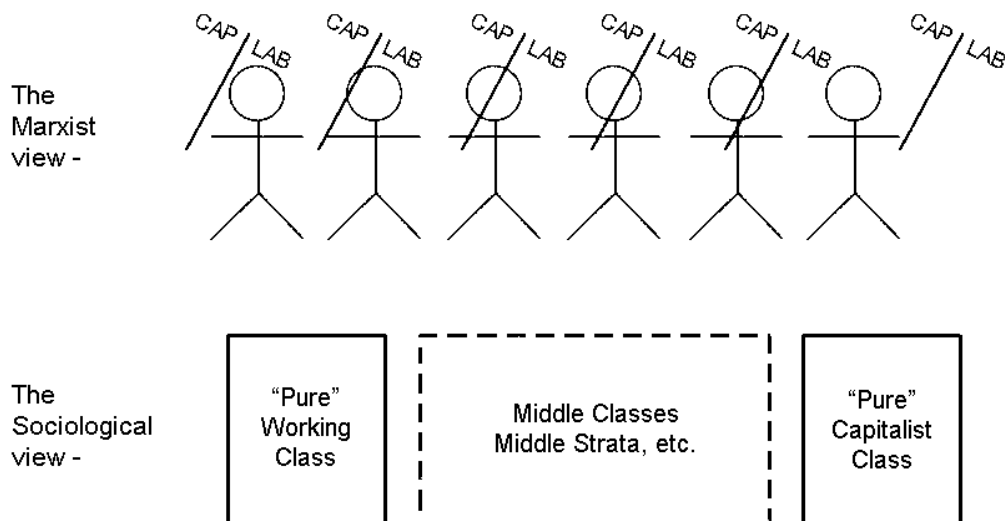 CAP LAB CAP LAB CAP LAB CAP LAB CAP LAB CAP LAB
The
Marxist
view -
The
Sociological
view -
“Pure”
Working
Class
Middle Classes
Middle Strata, etc.
“Pure”
Capitalist
Class